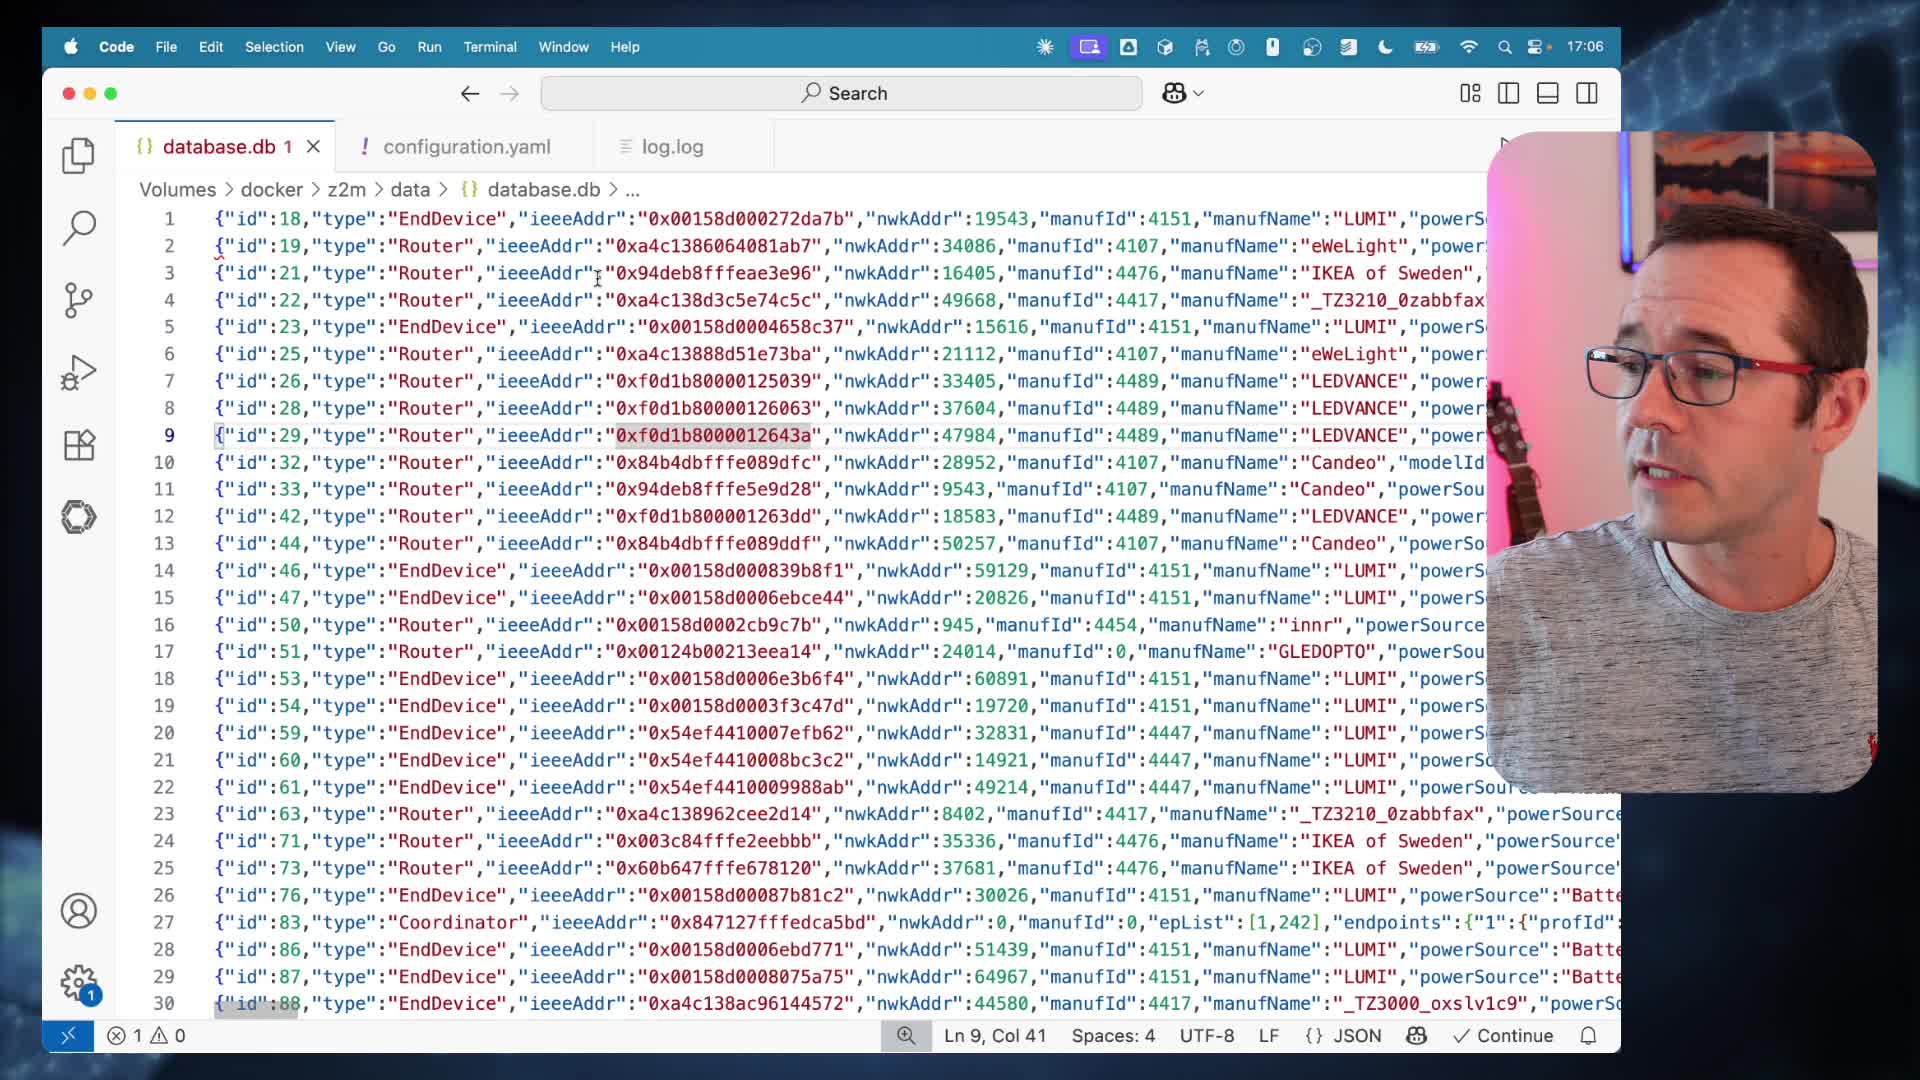 Code File Edit Selection View Go Run Terminal Window Help 17:06
Search
database.db 1 configuration.yaml log.log
Volumes > docker > z2m > data > {} database.db > ...
1 {"id":18,"type":"EndDevice","ieeeAddr":"0x00158d000272da7b","nwkAddr":19543,"manufId":4151,"manufName":"LUMI","powerSo
2 {"id":19,"type":"Router","ieeeAddr":"0xa4c1386064081ab7","nwkAddr":34086,"manufId":4107,"manufName":"eWeLight","power
3 {"id":21,"type":"Router","ieeeAddr":"0x94deb8fffeae3e96","nwkAddr":16405,"manufId":4476,"manufName":"IKEA of Sweden","
4 {"id":22,"type":"Router","ieeeAddr":"0xa4c138d3c5e74c5c","nwkAddr":49668,"manufId":4417,"manufName":"_TZ3210_0zabbfax"
5 {"id":23,"type":"EndDevice","ieeeAddr":"0x00158d0004658c37","nwkAddr":15616,"manufId":4151,"manufName":"LUMI","powerSo
6 {"id":25,"type":"Router","ieeeAddr":"0xa4c13888d51e73ba","nwkAddr":21112,"manufId":4107,"manufName":"eWeLight","power
7 {"id":26,"type":"Router","ieeeAddr":"0xf0d1b80000125039","nwkAddr":33405,"manufId":4489,"manufName":"LEDVANCE","power
8 {"id":28,"type":"Router","ieeeAddr":"0xf0d1b80000126063","nwkAddr":37604,"manufId":4489,"manufName":"LEDVANCE","power
9 {"id":29,"type":"Router","ieeeAddr":"0xf0d1b8000012643a","nwkAddr":47984,"manufId":4489,"manufName":"LEDVANCE","power
10 {"id":32,"type":"Router","ieeeAddr":"0x84b4dbfffe089dfc","nwkAddr":28952,"manufId":4107,"manufName":"Candeo","modelId"
11 {"id":33,"type":"Router","ieeeAddr":"0x94deb8fffe5e9d28","nwkAddr":9543,"manufId":4107,"manufName":"Candeo","powerSou
12 {"id":42,"type":"Router","ieeeAddr":"0xf0d1b800001263dd","nwkAddr":18583,"manufId":4489,"manufName":"LEDVANCE","power
13 {"id":44,"type":"Router","ieeeAddr":"0x84b4dbfffe089ddf","nwkAddr":50257,"manufId":4107,"manufName":"Candeo","powerSo
14 {"id":46,"type":"EndDevice","ieeeAddr":"0x00158d000839b8f1","nwkAddr":59129,"manufId":4151,"manufName":"LUMI","powerS
15 {"id":47,"type":"EndDevice","ieeeAddr":"0x00158d0006ebce44","nwkAddr":20826,"manufId":4151,"manufName":"LUMI","powerS
16 {"id":50,"type":"Router","ieeeAddr":"0x00158d0002cb9c7b","nwkAddr":945,"manufId":4454,"manufName":"innr","powerSource
17 {"id":51,"type":"Router","ieeeAddr":"0x00124b00213eea14","nwkAddr":24014,"manufId":0,"manufName":"GLEDOPTO","powerSou
18 {"id":53,"type":"EndDevice","ieeeAddr":"0x00158d0006e3b6f4","nwkAddr":60891,"manufId":4151,"manufName":"LUMI","powerS
19 {"id":54,"type":"EndDevice","ieeeAddr":"0x00158d0003f3c47d","nwkAddr":19720,"manufId":4151,"manufName":"LUMI","powerS
20 {"id":59,"type":"EndDevice","ieeeAddr":"0x54ef4410007efb62","nwkAddr":32831,"manufId":4447,"manufName":"LUMI","powerS
21 {"id":60,"type":"EndDevice","ieeeAddr":"0x54ef4410008bc3c2","nwkAddr":14921,"manufId":4447,"manufName":"LUMI","powerS
22 {"id":61,"type":"EndDevice","ieeeAddr":"0x54ef4410009988ab","nwkAddr":49214,"manufId":4447,"manufName":"LUMI","powerSource":"Batte
23 {"id":63,"type":"Router","ieeeAddr":"0xa4c138962cee2d14","nwkAddr":8402,"manufId":4417,"manufName":"_TZ3210_0zabbfax","powerSource
24 {"id":71,"type":"Router","ieeeAddr":"0x003c84fffe2eebbb","nwkAddr":35336,"manufId":4476,"manufName":"IKEA of Sweden","powerSource"
25 {"id":73,"type":"Router","ieeeAddr":"0x60b647fffe678120","nwkAddr":37681,"manufId":4476,"manufName":"IKEA of Sweden","powerSource"
26 {"id":76,"type":"EndDevice","ieeeAddr":"0x00158d00087b81c2","nwkAddr":30026,"manufId":4151,"manufName":"LUMI","powerSource":"Batte
27 {"id":83,"type":"Coordinator","ieeeAddr":"0x847127fffedca5bd","nwkAddr":0,"manufId":0,"epList":[1,242],"endpoints":{"1":{"profId":
28 {"id":86,"type":"EndDevice","ieeeAddr":"0x00158d0006ebd771","nwkAddr":51439,"manufId":4151,"manufName":"LUMI","powerSource":"Batte
29 {"id":87,"type":"EndDevice","ieeeAddr":"0x00158d0008075a75","nwkAddr":64967,"manufId":4151,"manufName":"LUMI","powerSource":"Batte
30 {"id":88,"type":"EndDevice","ieeeAddr":"0xa4c138ac96144572","nwkAddr":44580,"manufId":4417,"manufName":"_TZ3000_oxslv1c9","powerSo
1
1 0 Ln 9, Col 41 Spaces: 4 UTF-8 LF {} JSON Continue